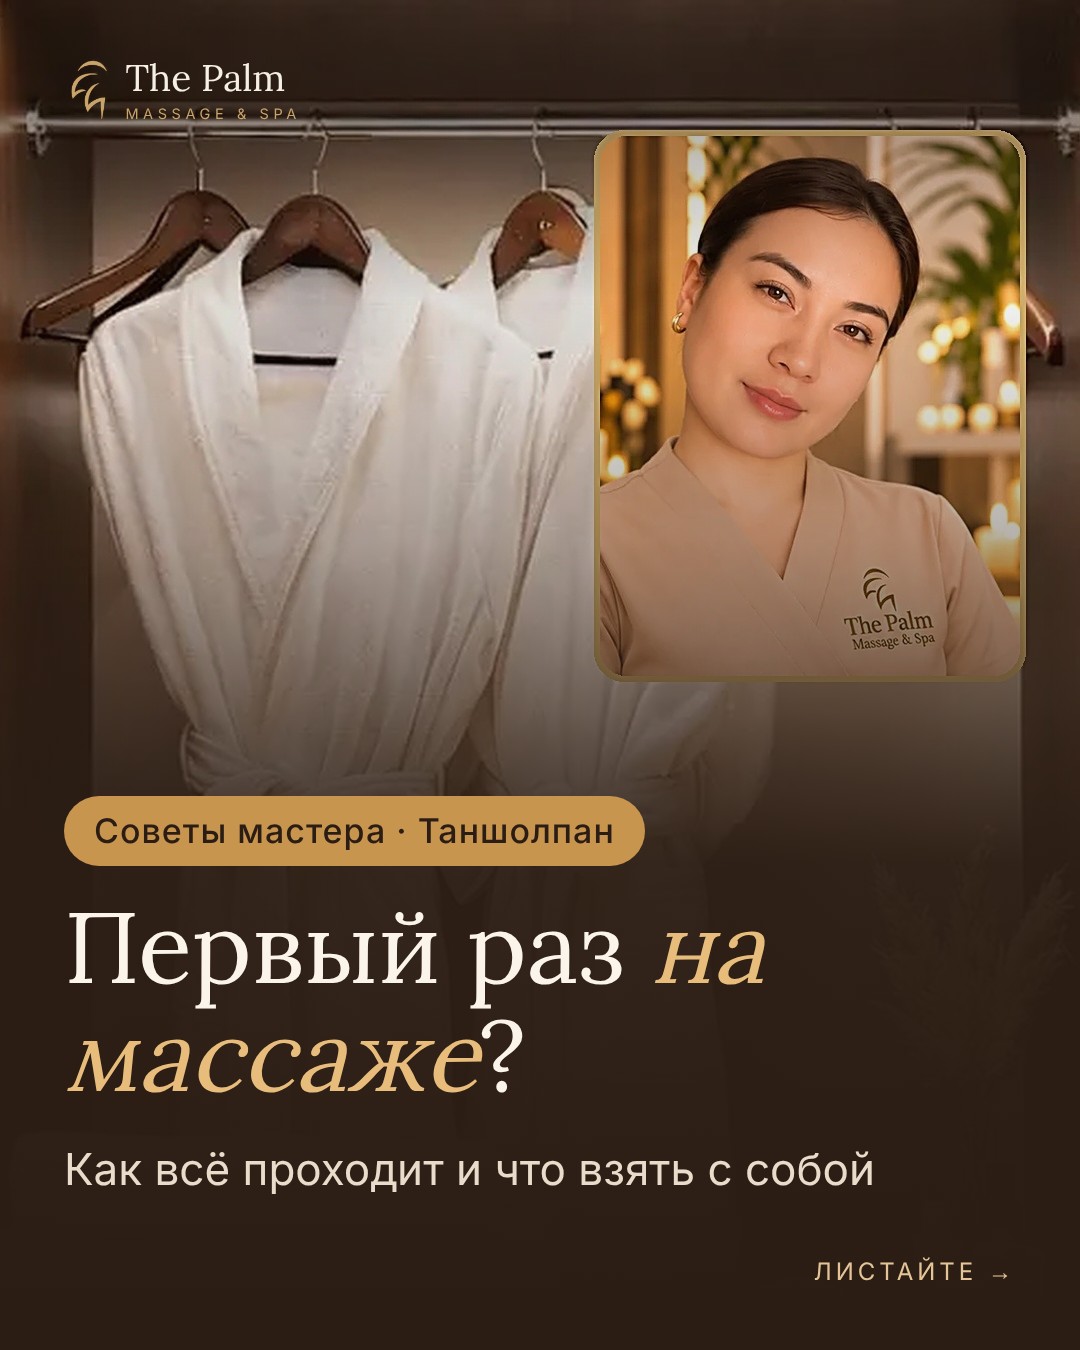 The Palm
MASSAGE & SPA
The Palm
Massage & Spa
Советы мастера · Таншолпан
Первый раз на
массаже?
Как всё проходит и что взять с собой
ЛИСТАЙТЕ →